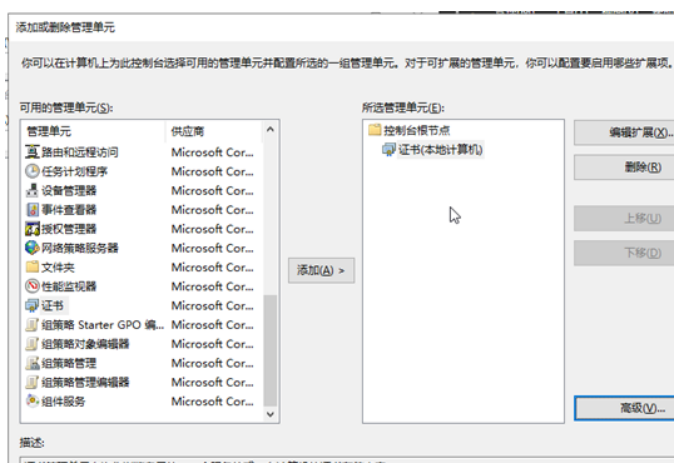 添加或删除管理单元
你可以在计算机上为此控制台选择可用的管理单元并配置所选的一组管理单元。对于可扩展的管理单元，你可以配置要启用哪些扩展项。
可用的管理单元(S):
管理单元 供应商
路由和远程访问 Microsoft Cor...
任务计划程序 Microsoft Cor...
设备管理器 Microsoft Cor...
事件查看器 Microsoft Cor...
授权管理器 Microsoft Cor...
网络策略服务器 Microsoft Cor...
文件夹 Microsoft Cor...
性能监视器 Microsoft Cor...
证书 Microsoft Cor...
组策略 Starter GPO 编... Microsoft Cor...
组策略对象编辑器 Microsoft Cor...
组策略管理 Microsoft Cor...
组策略管理编辑器 Microsoft Cor...
组件服务 Microsoft Cor...
添加(A) >
所选管理单元(E):
控制台根节点
证书(本地计算机)
编辑扩展(X)...
删除(R)
上移(U)
下移(D)
高级(V)...
描述: